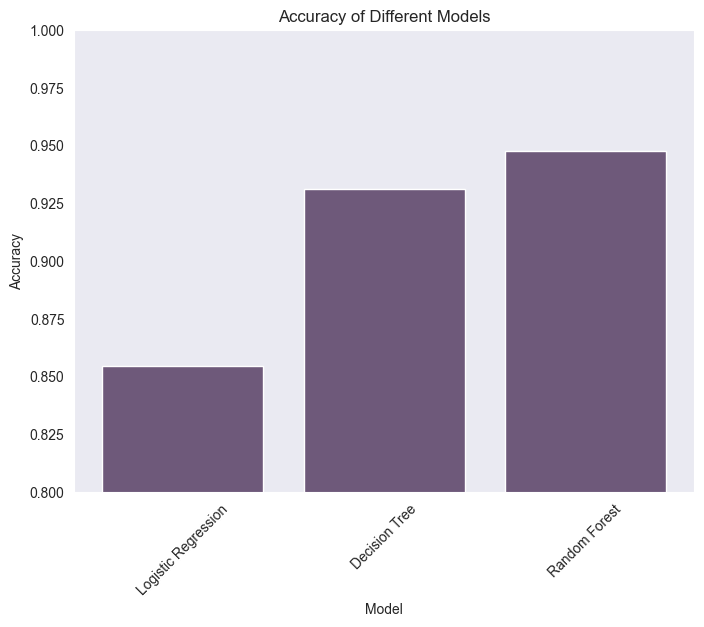 Accuracy of Different Models
1.000
0.975
0.950
0.925
0.900
0.875
0.850
0.825
0.800
Accuracy
Logistic Regression
Decision Tree
Random Forest
Model